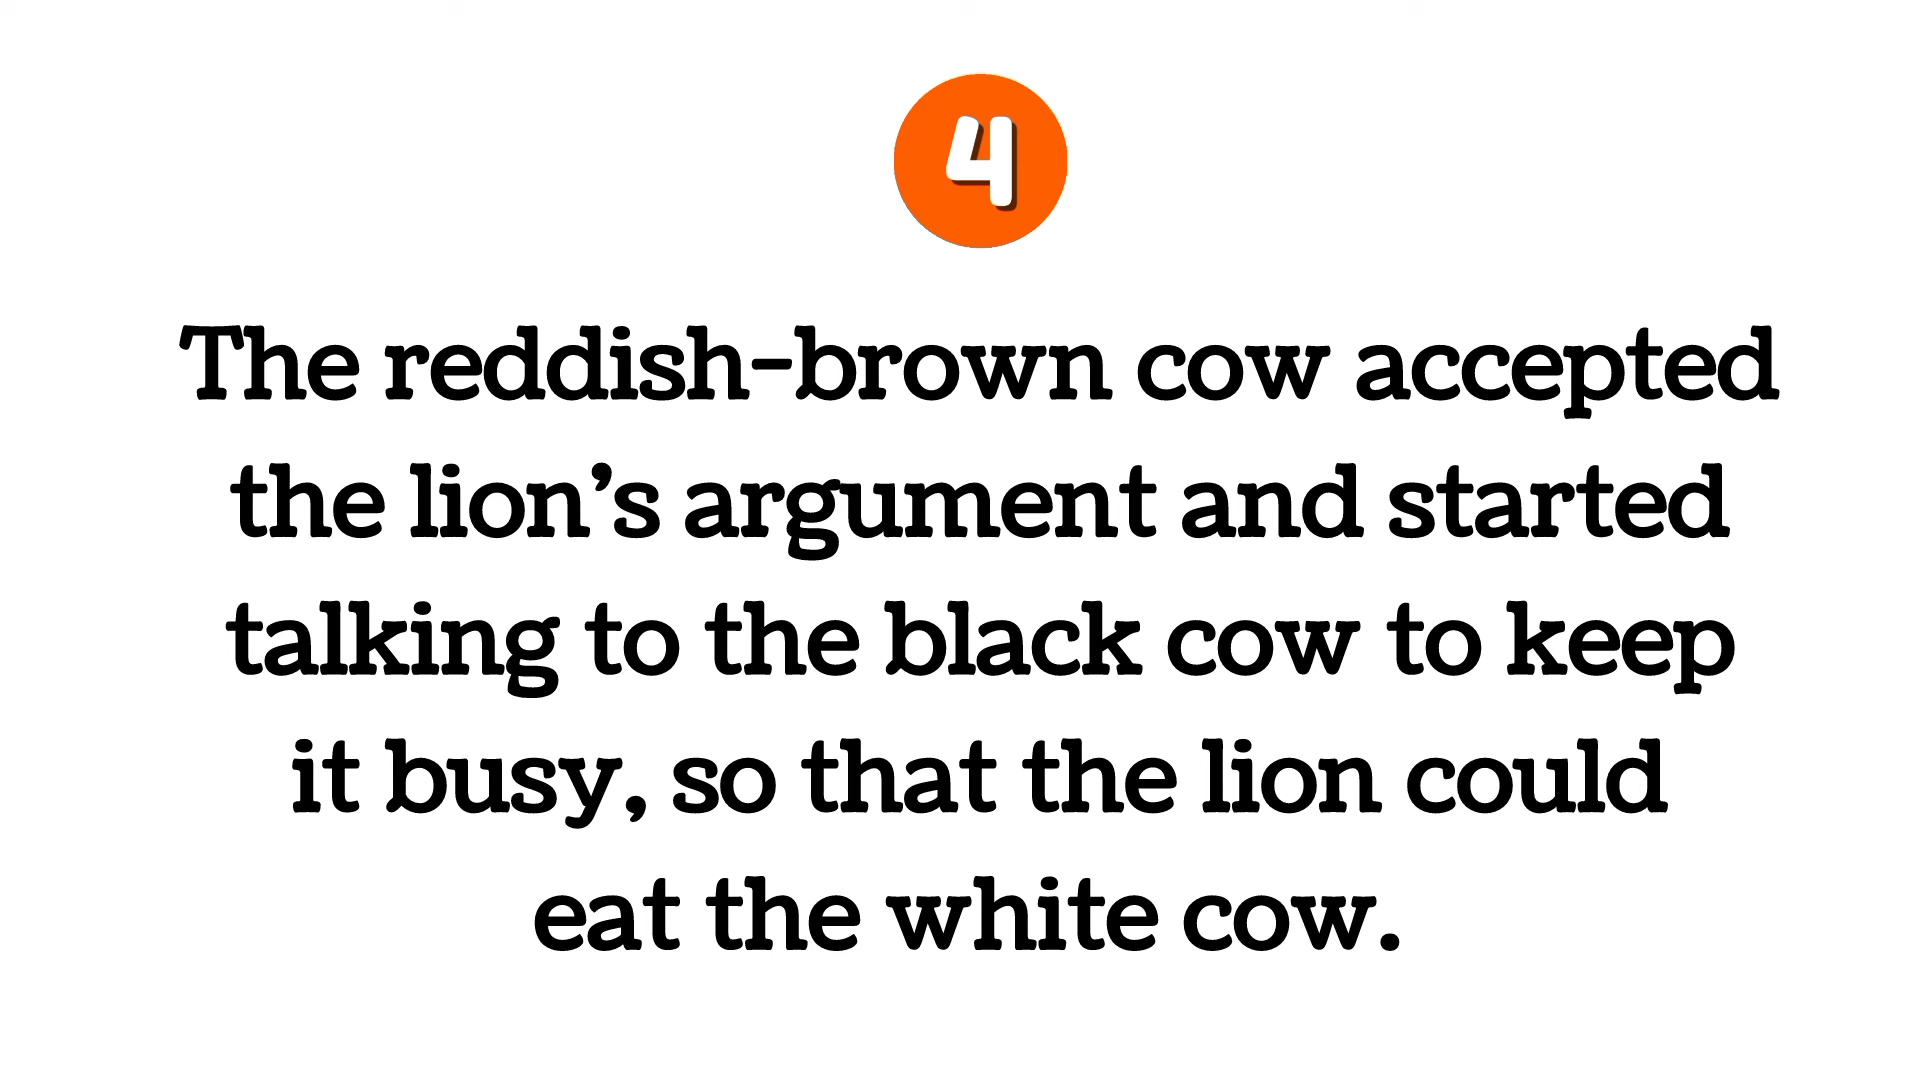 4
The reddish-brown cow accepted
the lion’s argument and started
talking to the black cow to keep
it busy, so that the lion could
eat the white cow.